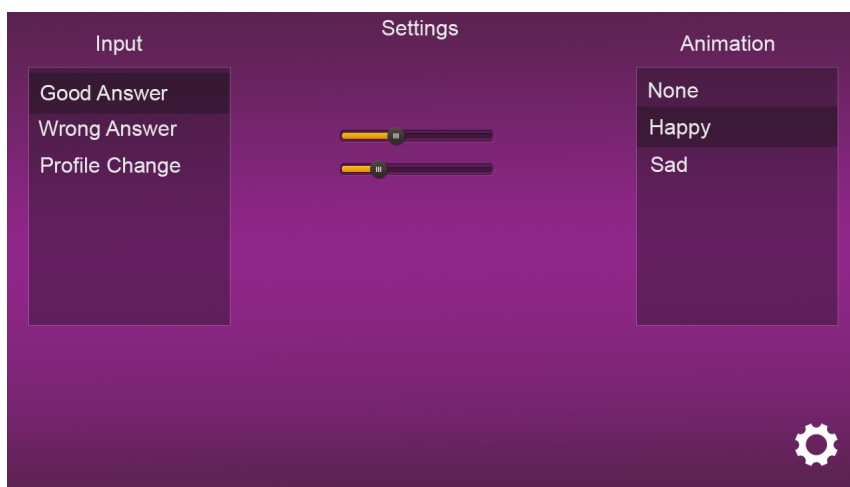 Settings
Input
Good Answer
Wrong Answer
Profile Change
Animation
None
Happy
Sad